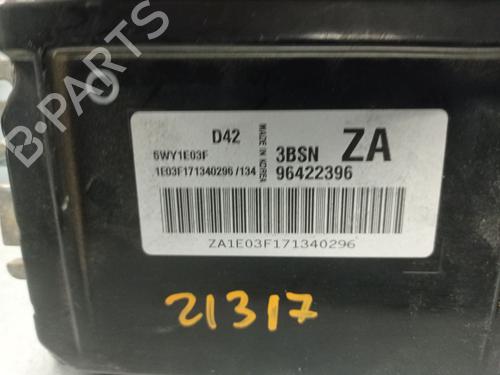 D42
MADE IN KOREA
3BSN ZA
5WY1E03F
1E03F171340296/134
96422396
ZA1E03F171340296
21317
B-PARTS